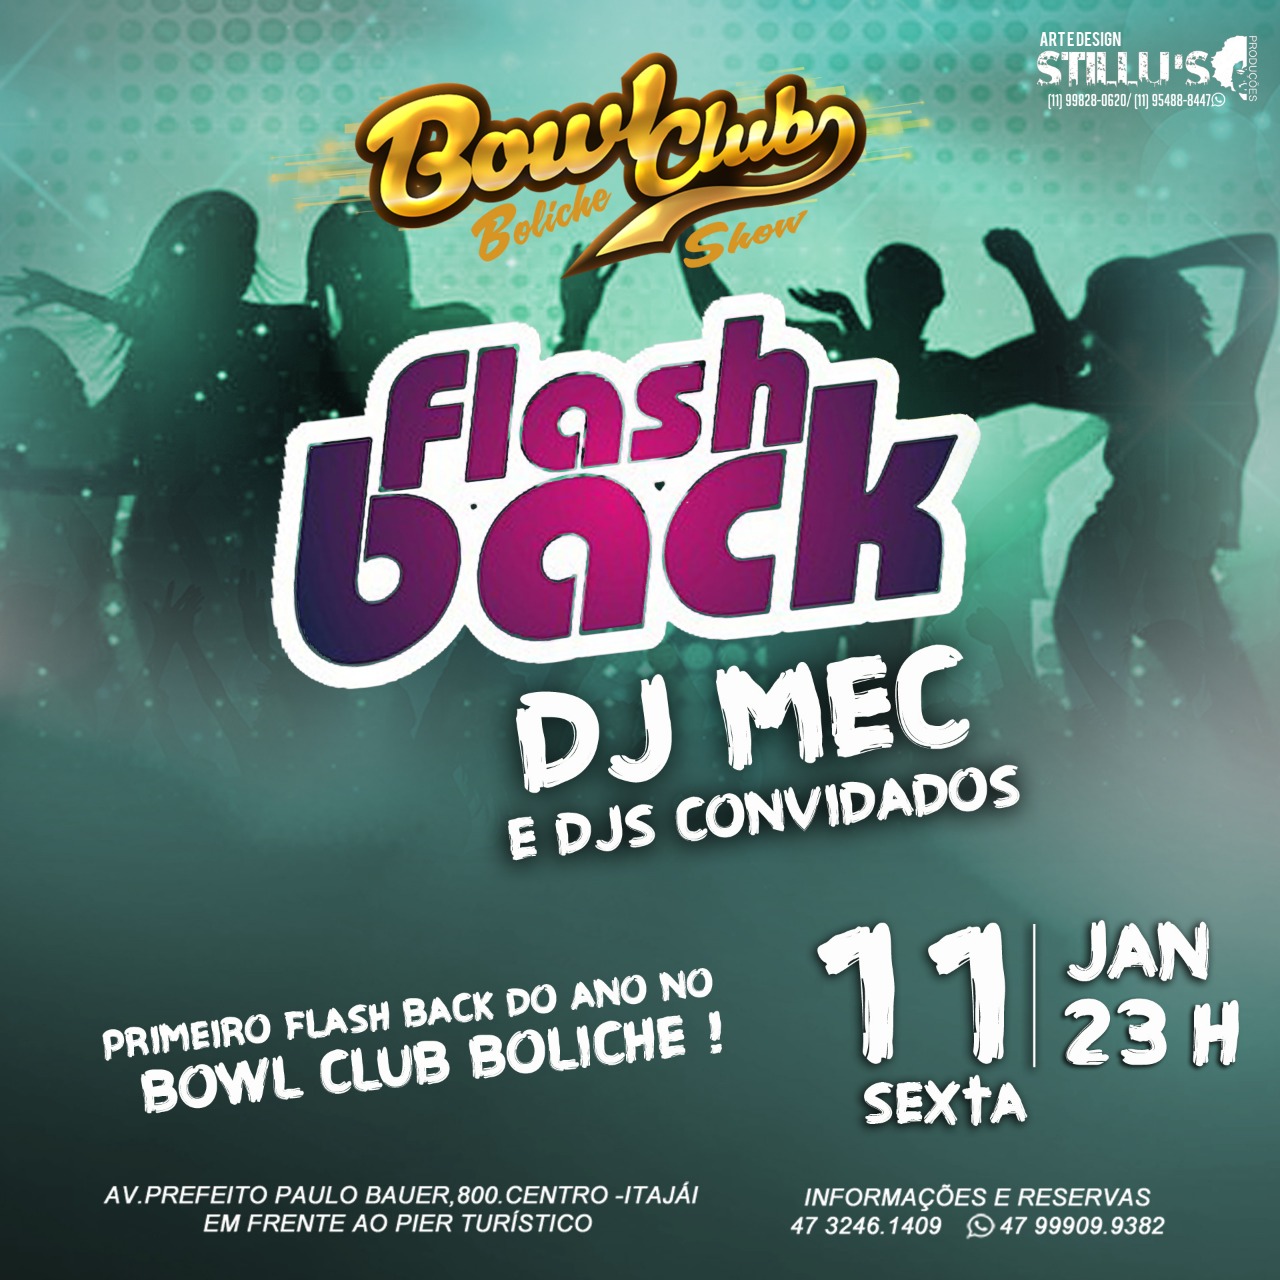 ARTEDESIGN
STILLU'S
PRODUÇÕES
(11) 99828-0620/ (11) 95488-8447
Bowl Club
Boliche Show
flash
back
DJ MEC
E DJS CONVIDADOS
11
JAN
23 H
SEXTA
PRIMEIRO FLASH BACK DO ANO NO
BOWL CLUB BOLICHE !
AV.PREFEITO PAULO BAUER,800.CENTRO -ITAJÁI
EM FRENTE AO PIER TURÍSTICO
INFORMAÇÕES E RESERVAS
47 3246.1409 47 99909.9382